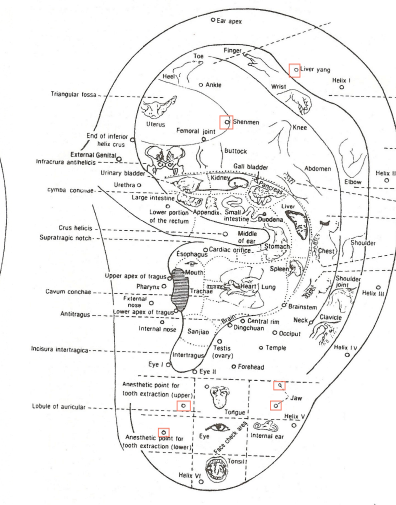 Ear apex
Finger
Toe
Liver yang
Heel
Ankle
Wrist
Helix I
Triangular fossa
Uterus
Shenmen
Femoral joint
Knee
End of inferior
helix crus
Buttock
External Genital
Infracrura antihelicis
Gall bladder
Abdomen
Urinary bladder
Kidney
Pancreas
Elbow
Helix II
Urethra
cymba conchae
Large intestine
Liver
Lower portion
of the rectum
Appendix
Small
intestine
Duodena
Crus helicis
Supratragic notch
Middle
of ear
Stomach
Chest
Shoulder
Cardiac orifice
Esophagus
Mouth
Spleen
Upper apex of tragus
Shoulder
joint
Pharynx
Cavum conchae
Trachae
Heart
Lung
Helix III
External
nose
Brainstem
Lower apex of tragus
Antitragus
Clavicle
Neck
Brain
Central rim
Internal nose
Dingchuan
Sanjiao
Occiput
Testis
(ovary)
Temple
Incisura intertragica
Intertragus
Helix IV
Eye I
Eye II
Forehead
Anesthetic point for
tooth extraction (upper)
Jaw
Lobule of auricular
Tongue
Helix V
Anesthetic point for
tooth extraction (lower)
Eye
Face cheek area
Internal ear
Tonsil
Helix VI